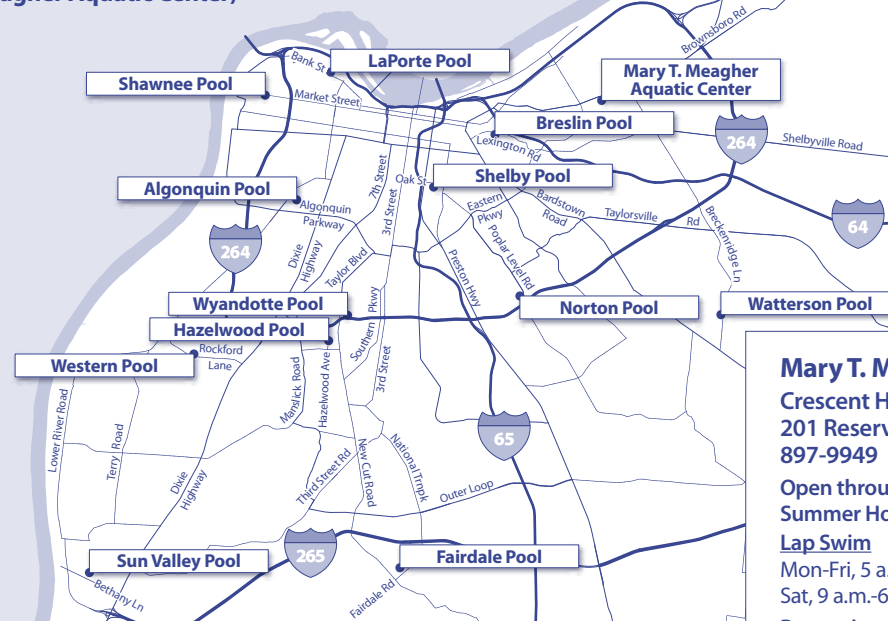 agher Aquatic Center)
Brownsboro Rd
Bank St
LaPorte Pool
Shawnee Pool
Mary T. Meagher
Aquatic Center
Market Street
Breslin Pool
264
Shelbyville Road
Lexington Rd
7th Street
Oak St
Shelby Pool
Algonquin Pool
3rd Street
Algonquin
Parkway
Eastern
Pkwy
Bardstown
Road
Taylorsville
Rd
Breckenridge Ln
64
264
Dixie
Highway
Taylor Blvd
Poplar Level Rd
Preston Hwy
Wyandotte Pool
Southern
Pkwy
Norton Pool
Watterson Pool
Hazelwood Pool
Rockford
Lane
Western Pool
Manslick Road
Hazelwood Ave
3rd Street
Mary T. M
Crescent H
201 Reserv
897-9949
Open throu
Summer Ho
Lap Swim
Mon-Fri, 5 a.
Sat, 9 a.m.-6
Lower River Road
Terry Road
65
National Trnpk
New Cut Road
Third Street Rd
Dixie
Highway
Outer Loop
265
Sun Valley Pool
Fairdale Pool
Bethany Ln
Fairdale Rd